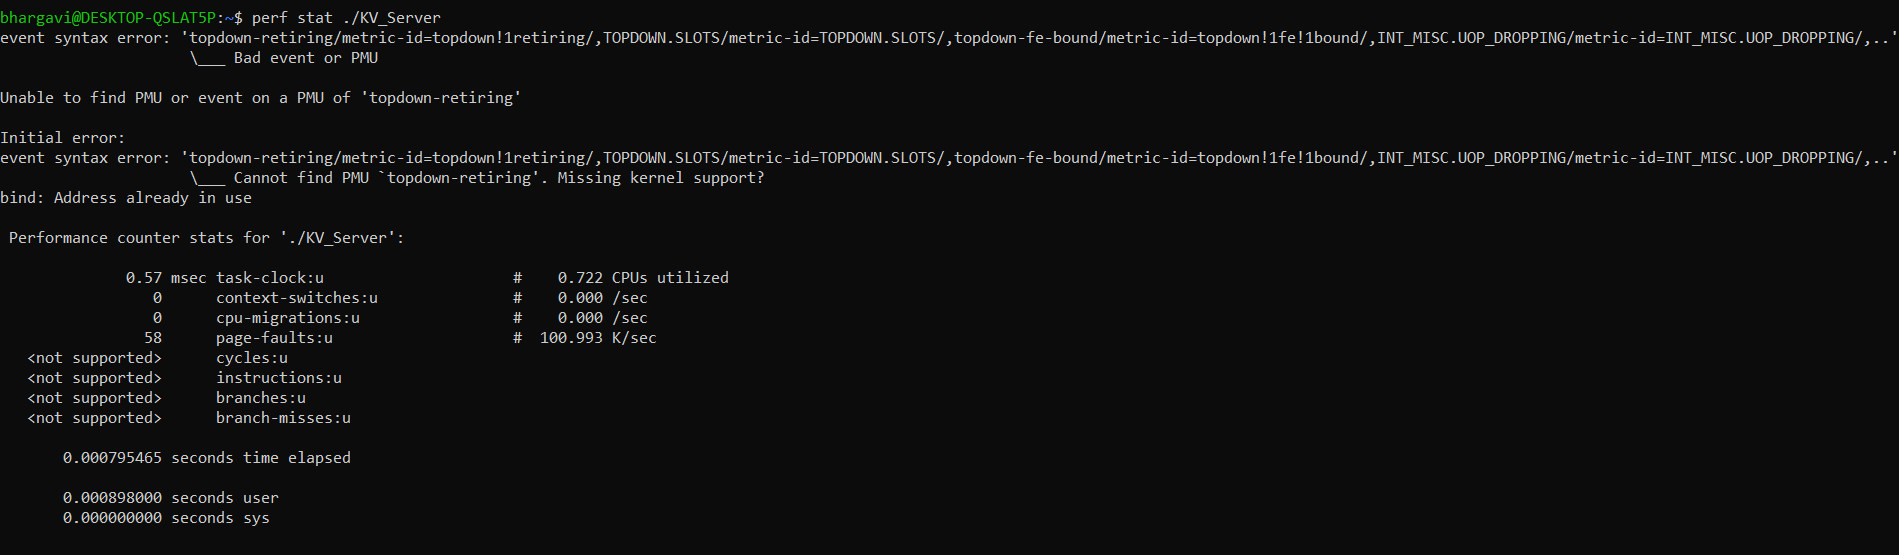 bhargavi@DESKTOP-QSLAT5P:~$ perf stat ./KV_Server
event syntax error: 'topdown-retiring/metric-id=topdown!1retiring/,TOPDOWN.SLOTS/metric-id=TOPDOWN.SLOTS/,topdown-fe-bound/metric-id=topdown!1fe!1bound/,INT_MISC.UOP_DROPPING/metric-id=INT_MISC.UOP_DROPPING/,..'
\___ Bad event or PMU
Unable to find PMU or event on a PMU of 'topdown-retiring'
Initial error:
event syntax error: 'topdown-retiring/metric-id=topdown!1retiring/,TOPDOWN.SLOTS/metric-id=TOPDOWN.SLOTS/,topdown-fe-bound/metric-id=topdown!1fe!1bound/,INT_MISC.UOP_DROPPING/metric-id=INT_MISC.UOP_DROPPING/,..'
\___ Cannot find PMU `topdown-retiring'. Missing kernel support?
bind: Address already in use
Performance counter stats for './KV_Server':
0.57 msec task-clock:u # 0.722 CPUs utilized
0 context-switches:u # 0.000 /sec
0 cpu-migrations:u # 0.000 /sec
58 page-faults:u # 100.993 K/sec
<not supported> cycles:u
<not supported> instructions:u
<not supported> branches:u
<not supported> branch-misses:u
0.000795465 seconds time elapsed
0.000898000 seconds user
0.000000000 seconds sys